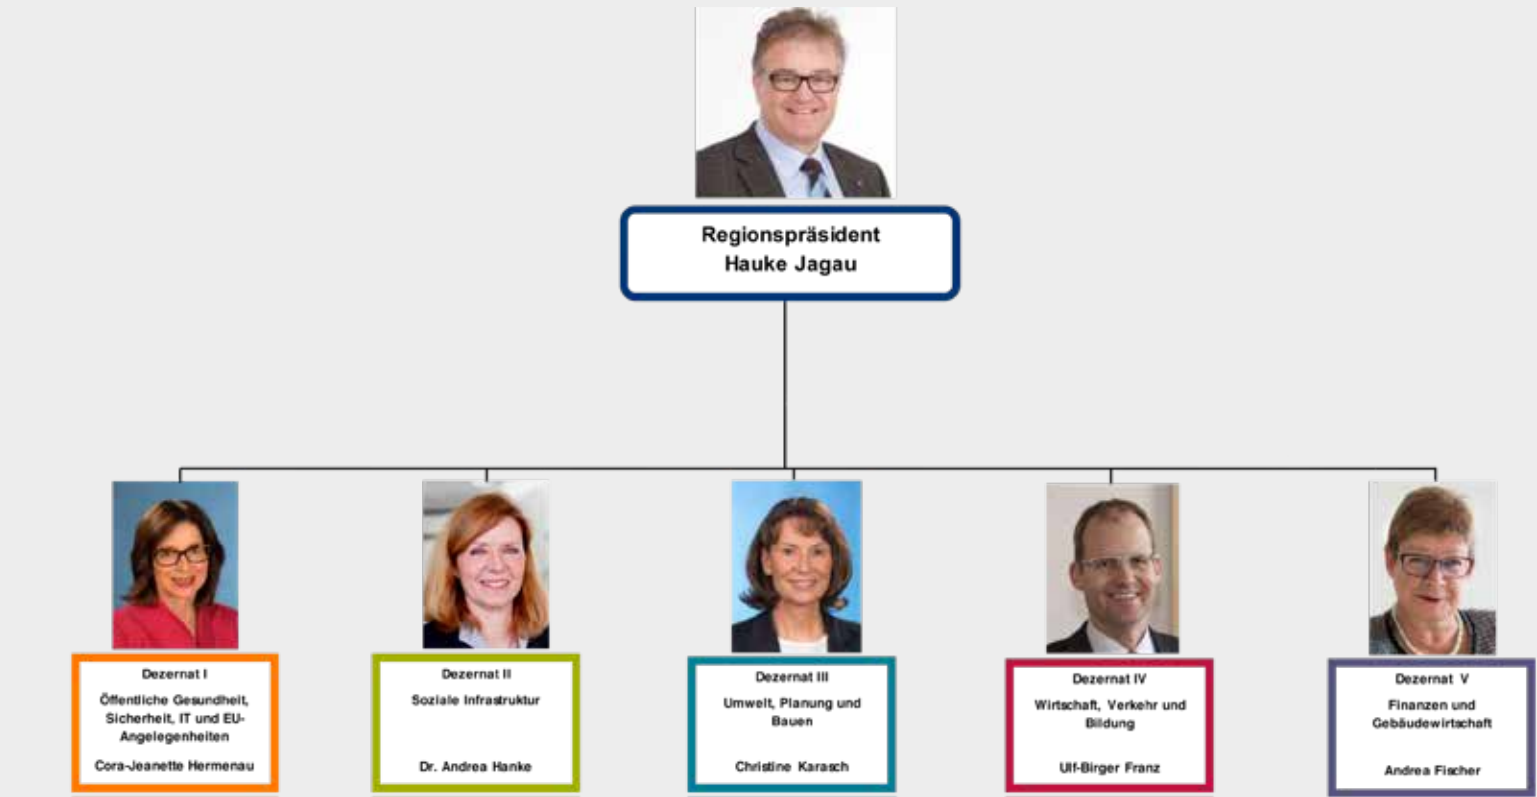 Regionspräsident
Hauke Jagau
Dezernat I
Öffentliche Gesundheit,
Sicherheit, IT und EU-
Angelegenheiten
Cora-Jeanette Hermenau
Dezernat II
Soziale Infrastruktur
Dr. Andrea Hanke
Dezernat III
Umwelt, Planung und
Bauen
Christine Karasch
Dezernat IV
Wirtschaft, Verkehr und
Bildung
Ulf-Birger Franz
Dezernat V
Finanzen und
Gebäudewirtschaft
Andrea Fischer